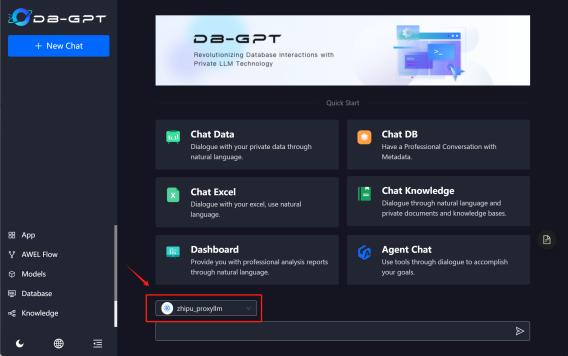 DB-GPT
+ New Chat
DB-GPT
Revolutionizing Database Interactions with
Private LLM Technology
>_
Quick Start
Chat Data
Dialogue with your private data through
natural language.
Chat DB
Have a Professional Conversation with
Metadata.
Chat Excel
Dialogue with your excel, use natural
language.
Chat Knowledge
Dialogue through natural language and
private documents and knowledge bases.
Dashboard
Provide you with professional analysis reports
through natural language.
Agent Chat
Use tools through dialogue to accomplish
your goals.
App
AWEL Flow
Models
Database
Knowledge
zhipu_proxyllm